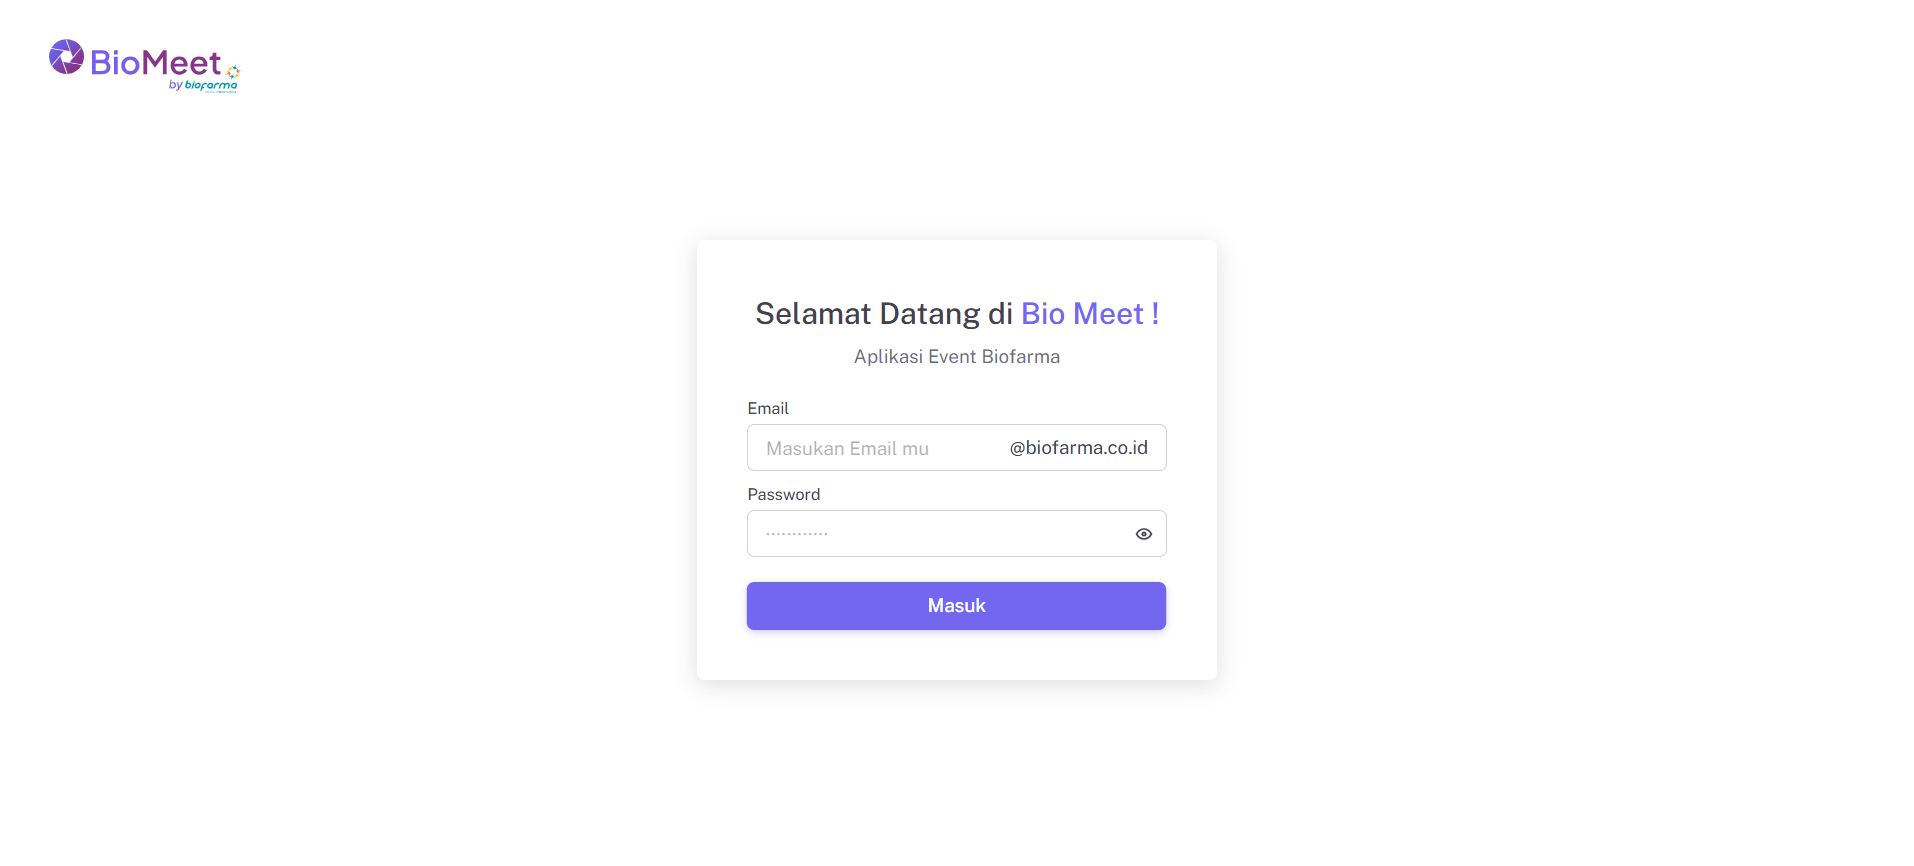 BioMeet
by biofarma
Selamat Datang di Bio Meet !
Aplikasi Event Biofarma
Email
Masukan Email mu @biofarma.co.id
Password
············
Masuk